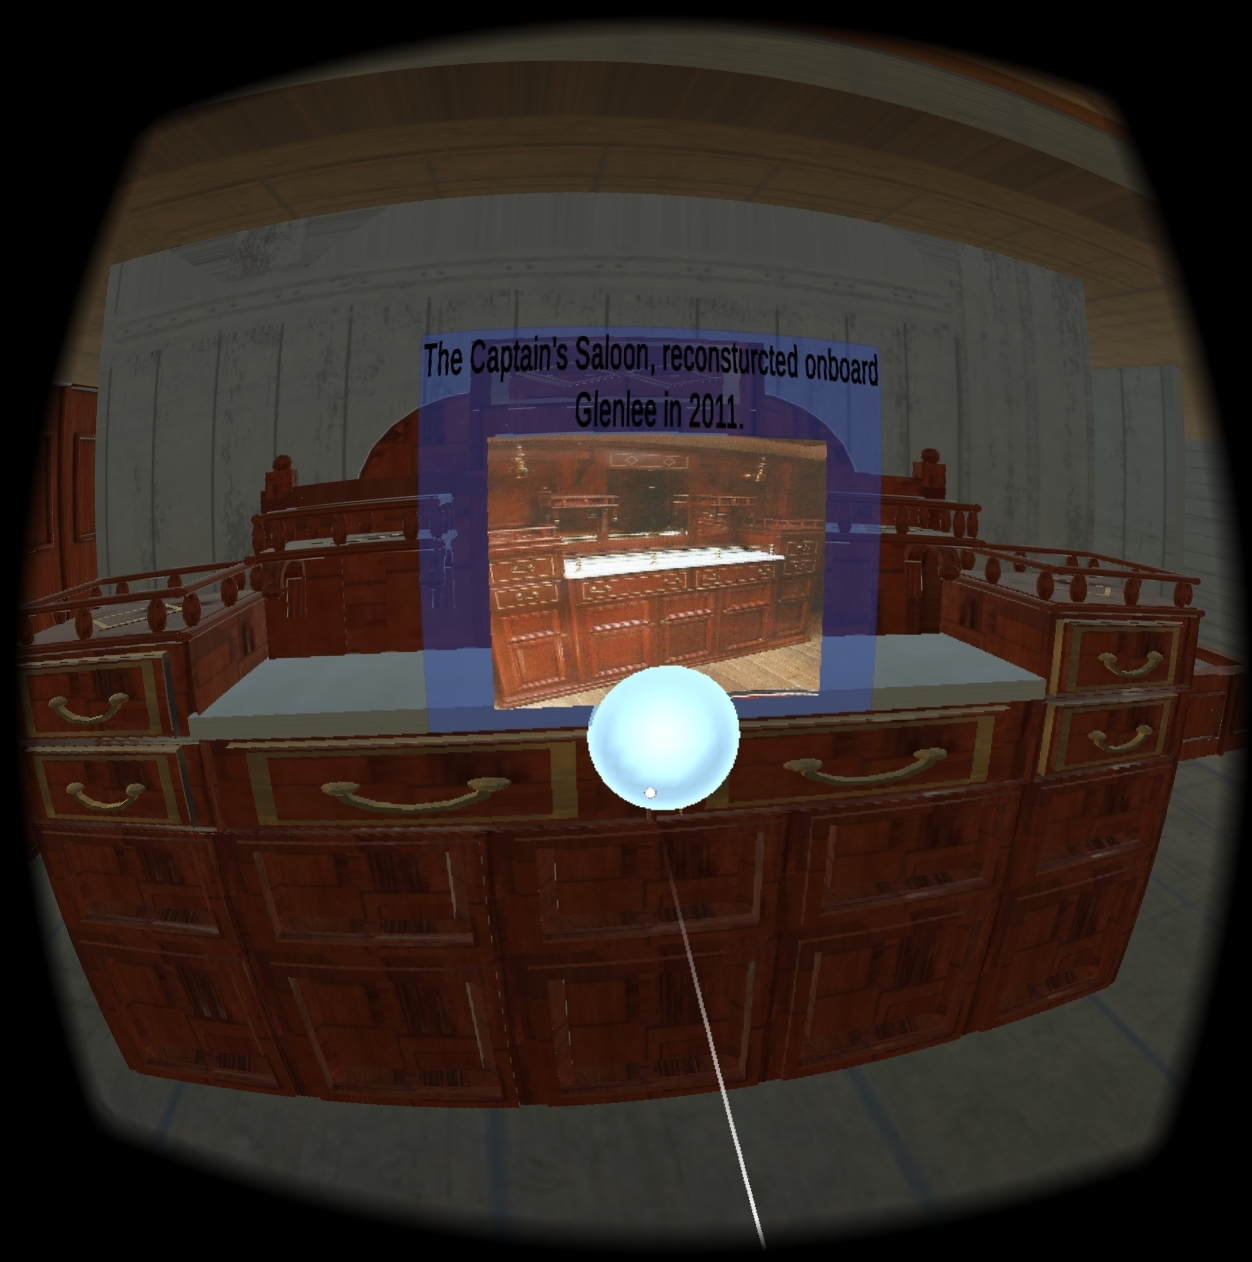 The Captain's Saloon, reconsturcted onboard
Glenlee in 2011.